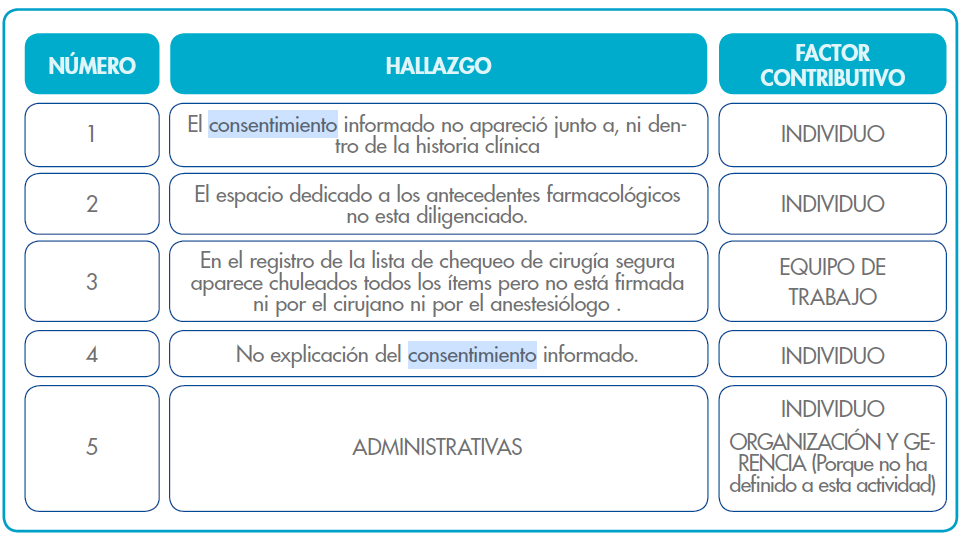 NÚMERO
HALLAZGO
FACTOR
CONTRIBUTIVO
1
El consentimiento informado no apareció junto a, ni den-
tro de la historia clínica
INDIVIDUO
2
El espacio dedicado a los antecedentes farmacológicos
no esta diligenciado.
INDIVIDUO
3
En el registro de la lista de chequeo de cirugía segura
aparece chuleados todos los ítems pero no está firmada
ni por el cirujano ni por el anestesiólogo .
EQUIPO DE
TRABAJO
4
No explicación del consentimiento informado.
INDIVIDUO
5
ADMINISTRATIVAS
INDIVIDUO
ORGANIZACIÓN Y GE-
RENCIA (Porque no ha
definido a esta actividad)